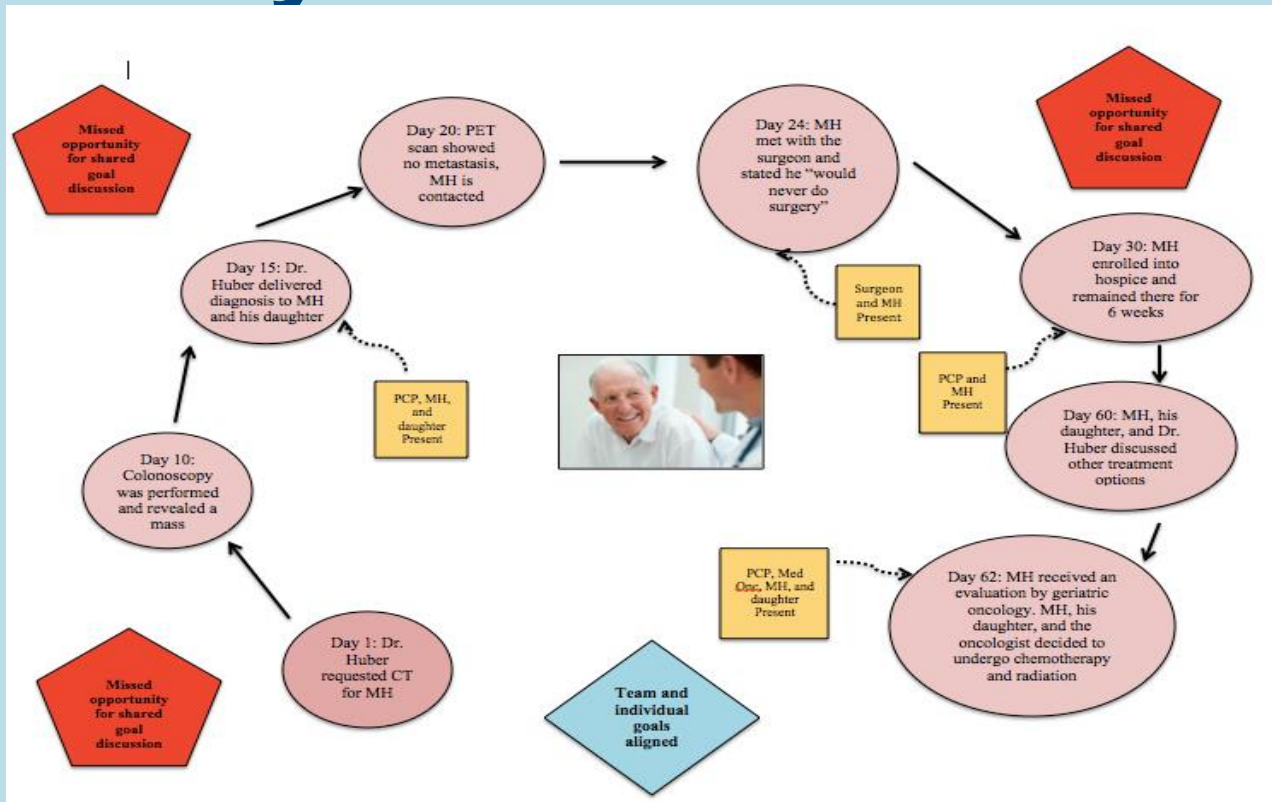 Missed
opportunity
for shared
goal
discussion
Day 20: PET
scan showed
no metastasis,
MH is
contacted
Day 24: MH
met with the
surgeon and
stated he “would
never do
surgery”
Missed
opportunity
for shared
goal
discussion
Day 15: Dr.
Huber delivered
diagnosis to MH
and his daughter
Surgeon
and MH
Present
Day 30: MH
enrolled into
hospice and
remained there for
6 weeks
PCP, MH,
and
daughter
Present
PCP and
MH
Present
Day 60: MH, his
daughter, and Dr.
Huber discussed
other treatment
options
Day 10:
Colonoscopy
was performed
and revealed a
mass
PCP, Med
Onc, MH, and
daughter
Present
Day 62: MH received an
evaluation by geriatric
oncology. MH, his
daughter, and the
oncologist decided to
undergo chemotherapy
and radiation
Missed
opportunity
for shared
goal
discussion
Day 1: Dr.
Huber
requested CT
for MH
Team and
individual
goals
aligned